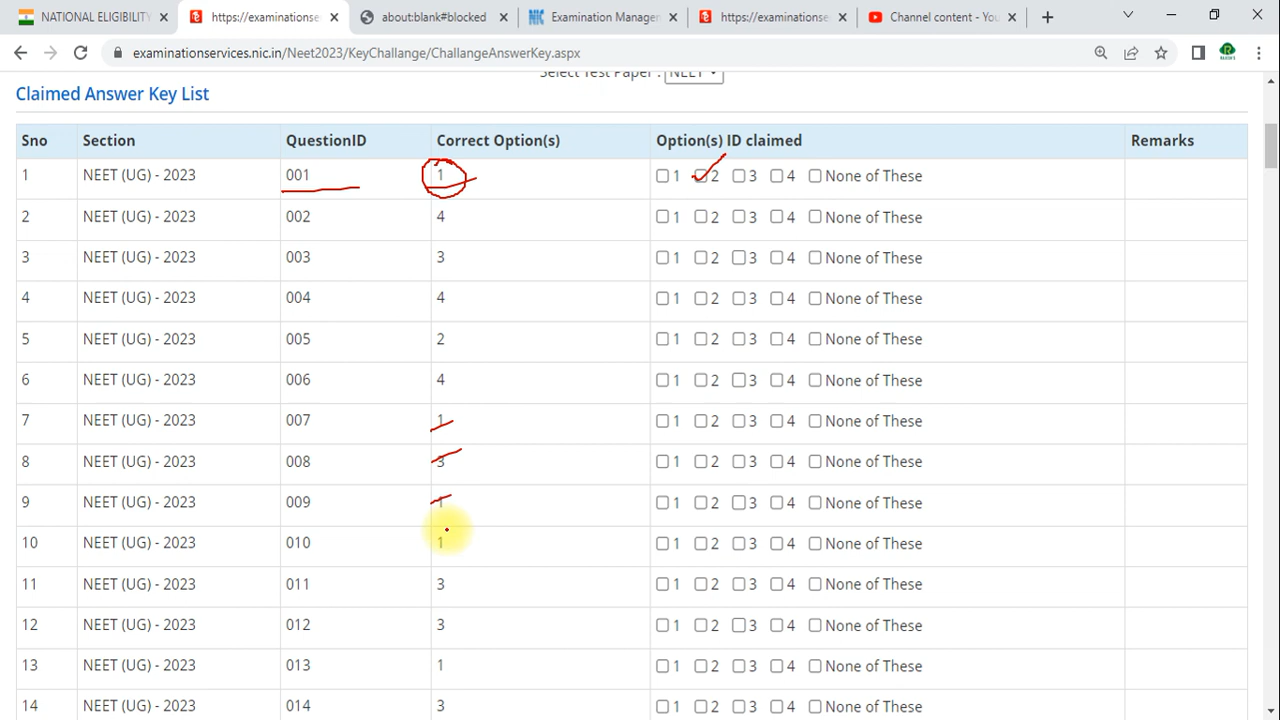 NATIONAL ELIGIBILITY
https://examinationse
about:blank#blocked
Examination Manage
https://examinationse
Channel content - You
examinationservices.nic.in/Neet2023/KeyChallange/ChallangeAnswerKey.aspx
Select Test Paper : NEET
Claimed Answer Key List
Sno Section QuestionID Correct Option(s) Option(s) ID claimed Remarks
1 NEET (UG) - 2023 001 1 1 2 3 4 None of These
2 NEET (UG) - 2023 002 4 1 2 3 4 None of These
3 NEET (UG) - 2023 003 3 1 2 3 4 None of These
4 NEET (UG) - 2023 004 4 1 2 3 4 None of These
5 NEET (UG) - 2023 005 2 1 2 3 4 None of These
6 NEET (UG) - 2023 006 4 1 2 3 4 None of These
7 NEET (UG) - 2023 007 1 1 2 3 4 None of These
8 NEET (UG) - 2023 008 3 1 2 3 4 None of These
9 NEET (UG) - 2023 009 1 1 2 3 4 None of These
10 NEET (UG) - 2023 010 1 1 2 3 4 None of These
11 NEET (UG) - 2023 011 3 1 2 3 4 None of These
12 NEET (UG) - 2023 012 3 1 2 3 4 None of These
13 NEET (UG) - 2023 013 1 1 2 3 4 None of These
14 NEET (UG) - 2023 014 3 1 2 3 4 None of These